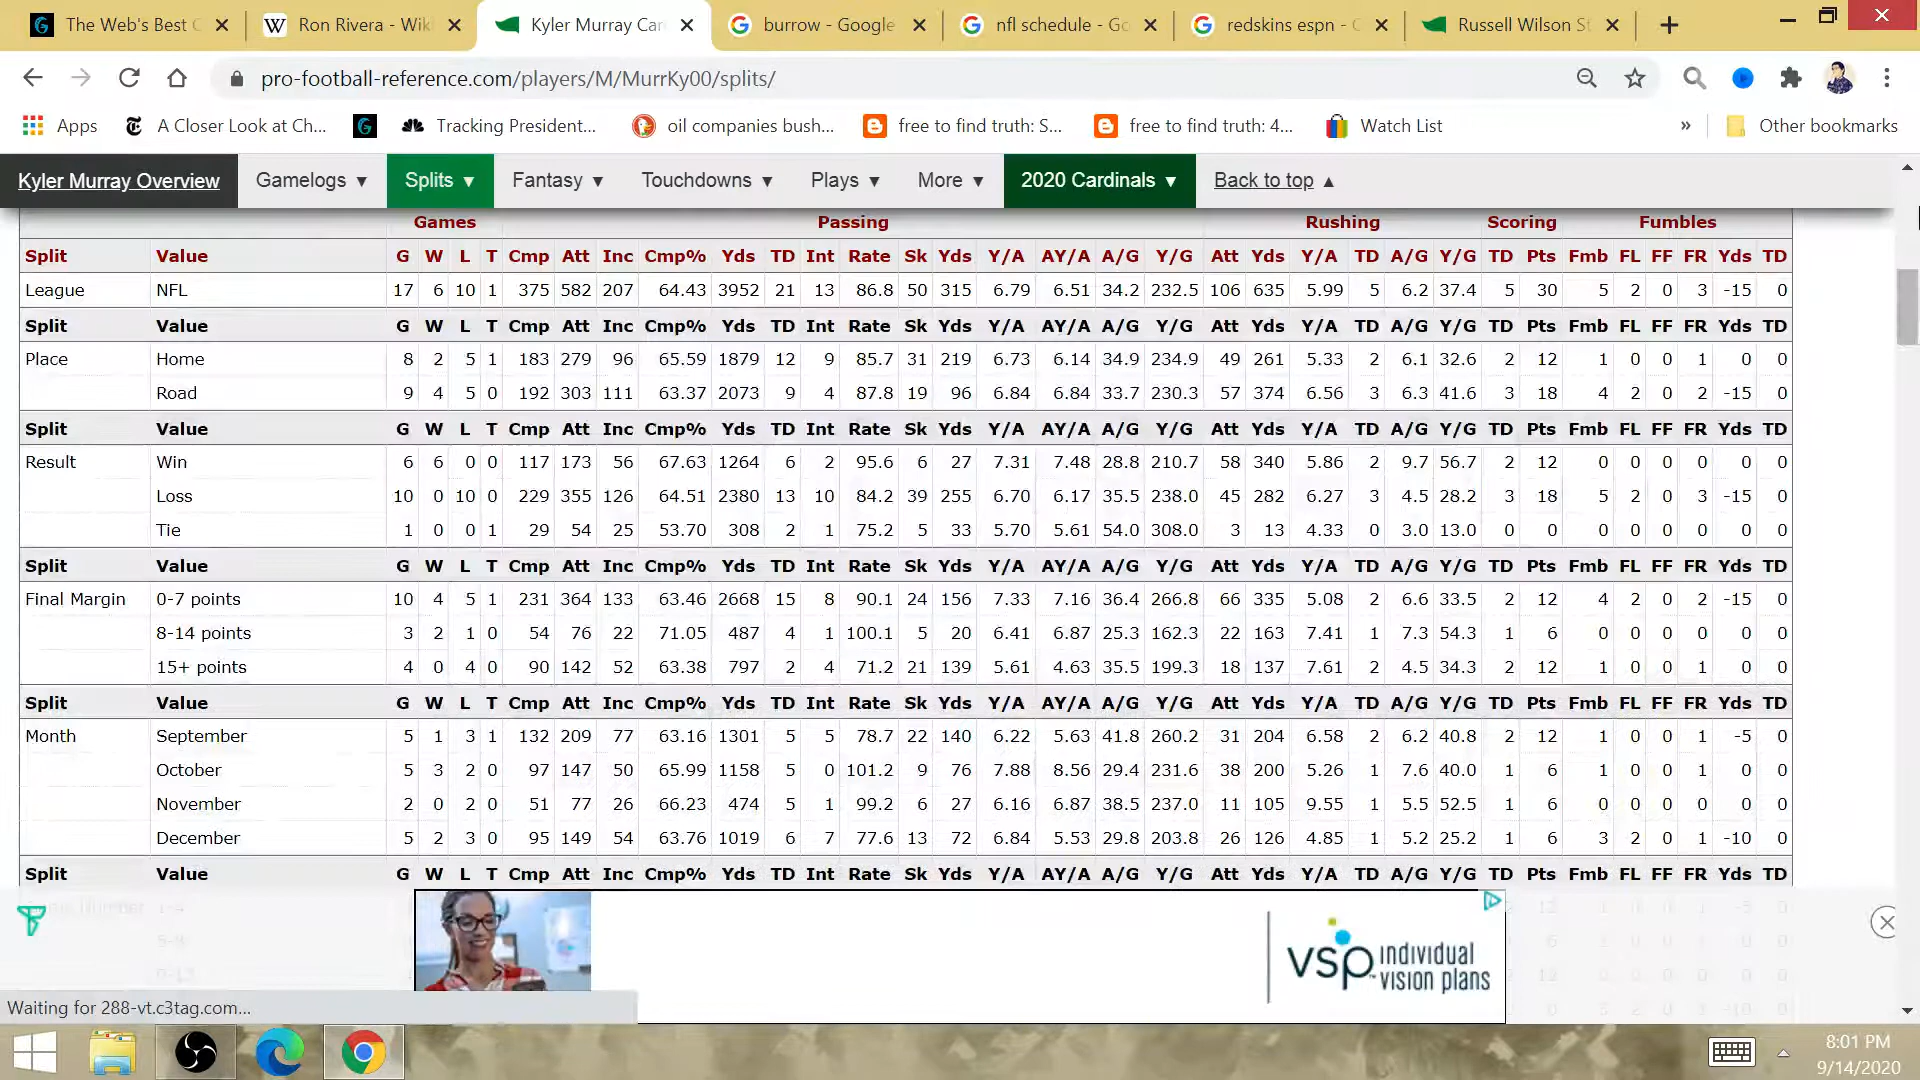 The Web's Best C
Ron Rivera - Wiki
Kyler Murray Car
burrow - Google
nfl schedule - Go
redskins espn - G
Russell Wilson St
pro-football-reference.com/players/M/MurrKy00/splits/
Apps A Closer Look at Ch... Tracking President... oil companies bush... free to find truth: S... free to find truth: 4... Watch List » Other bookmarks
Kyler Murray Overview Gamelogs ▼ Splits ▼ Fantasy ▼ Touchdowns ▼ Plays ▼ More ▼ 2020 Cardinals ▼ Back to top ▲
Games Passing Rushing Scoring Fumbles
Split Value G W L T Cmp Att Inc Cmp% Yds TD Int Rate Sk Yds Y/A AY/A A/G Y/G Att Yds Y/A TD A/G Y/G TD Pts Fmb FL FF FR Yds TD
League NFL 17 6 10 1 375 582 207 64.43 3952 21 13 86.8 50 315 6.79 6.51 34.2 232.5 106 635 5.99 5 6.2 37.4 5 30 5 2 0 3 -15 0
Split Value G W L T Cmp Att Inc Cmp% Yds TD Int Rate Sk Yds Y/A AY/A A/G Y/G Att Yds Y/A TD A/G Y/G TD Pts Fmb FL FF FR Yds TD
Place Home 8 2 5 1 183 279 96 65.59 1879 12 9 85.7 31 219 6.73 6.14 34.9 234.9 49 261 5.33 2 6.1 32.6 2 12 1 0 0 1 0 0
Road 9 4 5 0 192 303 111 63.37 2073 9 4 87.8 19 96 6.84 6.84 33.7 230.3 57 374 6.56 3 6.3 41.6 3 18 4 2 0 2 -15 0
Split Value G W L T Cmp Att Inc Cmp% Yds TD Int Rate Sk Yds Y/A AY/A A/G Y/G Att Yds Y/A TD A/G Y/G TD Pts Fmb FL FF FR Yds TD
Result Win 6 6 0 0 117 173 56 67.63 1264 6 2 95.6 6 27 7.31 7.48 28.8 210.7 58 340 5.86 2 9.7 56.7 2 12 0 0 0 0 0 0
Loss 10 0 10 0 229 355 126 64.51 2380 13 10 84.2 39 255 6.70 6.17 35.5 238.0 45 282 6.27 3 4.5 28.2 3 18 5 2 0 3 -15 0
Tie 1 0 0 1 29 54 25 53.70 308 2 1 75.2 5 33 5.70 5.61 54.0 308.0 3 13 4.33 0 3.0 13.0 0 0 0 0 0 0 0 0
Split Value G W L T Cmp Att Inc Cmp% Yds TD Int Rate Sk Yds Y/A AY/A A/G Y/G Att Yds Y/A TD A/G Y/G TD Pts Fmb FL FF FR Yds TD
Final Margin 0-7 points 10 4 5 1 231 364 133 63.46 2668 15 8 90.1 24 156 7.33 7.16 36.4 266.8 66 335 5.08 2 6.6 33.5 2 12 4 2 0 2 -15 0
8-14 points 3 2 1 0 54 76 22 71.05 487 4 1 100.1 5 20 6.41 6.87 25.3 162.3 22 163 7.41 1 7.3 54.3 1 6 0 0 0 0 0 0
15+ points 4 0 4 0 90 142 52 63.38 797 2 4 71.2 21 139 5.61 4.63 35.5 199.3 18 137 7.61 2 4.5 34.3 2 12 1 0 0 1 0 0
Split Value G W L T Cmp Att Inc Cmp% Yds TD Int Rate Sk Yds Y/A AY/A A/G Y/G Att Yds Y/A TD A/G Y/G TD Pts Fmb FL FF FR Yds TD
Month September 5 1 3 1 132 209 77 63.16 1301 5 5 78.7 22 140 6.22 5.63 41.8 260.2 31 204 6.58 2 6.2 40.8 2 12 1 0 0 1 -5 0
October 5 3 2 0 97 147 50 65.99 1158 5 0 101.2 9 76 7.88 8.56 29.4 231.6 38 200 5.26 1 7.6 40.0 1 6 1 0 0 1 0 0
November 2 0 2 0 51 77 26 66.23 474 5 1 99.2 6 27 6.16 6.87 38.5 237.0 11 105 9.55 1 5.5 52.5 1 6 0 0 0 0 0 0
December 5 2 3 0 95 149 54 63.76 1019 6 7 77.6 13 72 6.84 5.53 29.8 203.8 26 126 4.85 1 5.2 25.2 1 6 3 2 0 1 -10 0
Split Value G W L T Cmp Att Inc Cmp% Yds TD Int Rate Sk Yds Y/A AY/A A/G Y/G Att Yds Y/A TD A/G Y/G TD Pts Fmb FL FF FR Yds TD
vsp individual
vision plans
Waiting for 288-vt.c3tag.com...
8:01 PM
9/14/2020